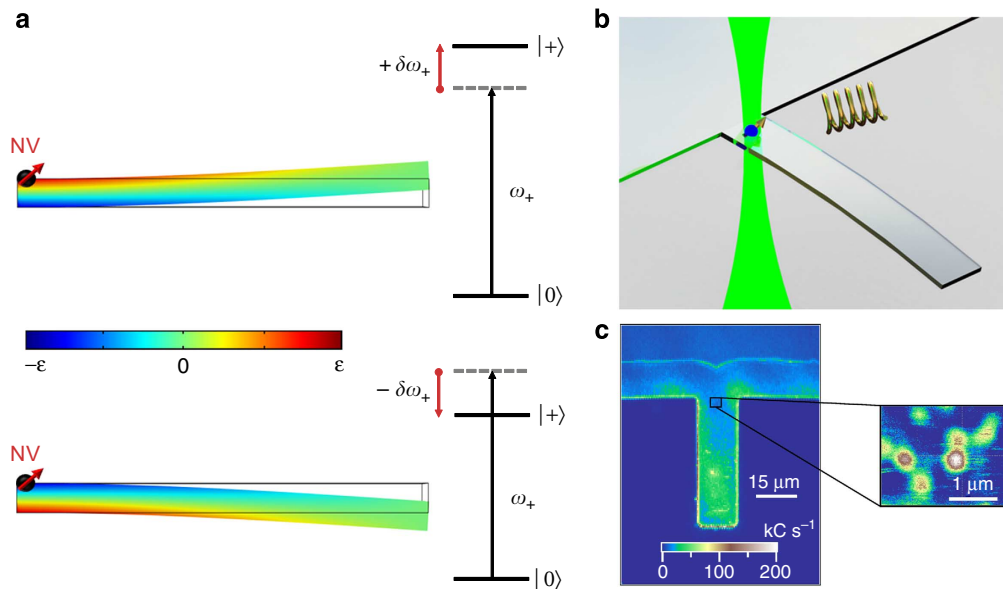 a
|+⟩
+ δω₊
NV
ω₊
|0⟩
−ε 0 ε
− δω₊
|+⟩
NV
ω₊
|0⟩
b
c
15 μm
1 μm
kC s⁻¹
0 100 200